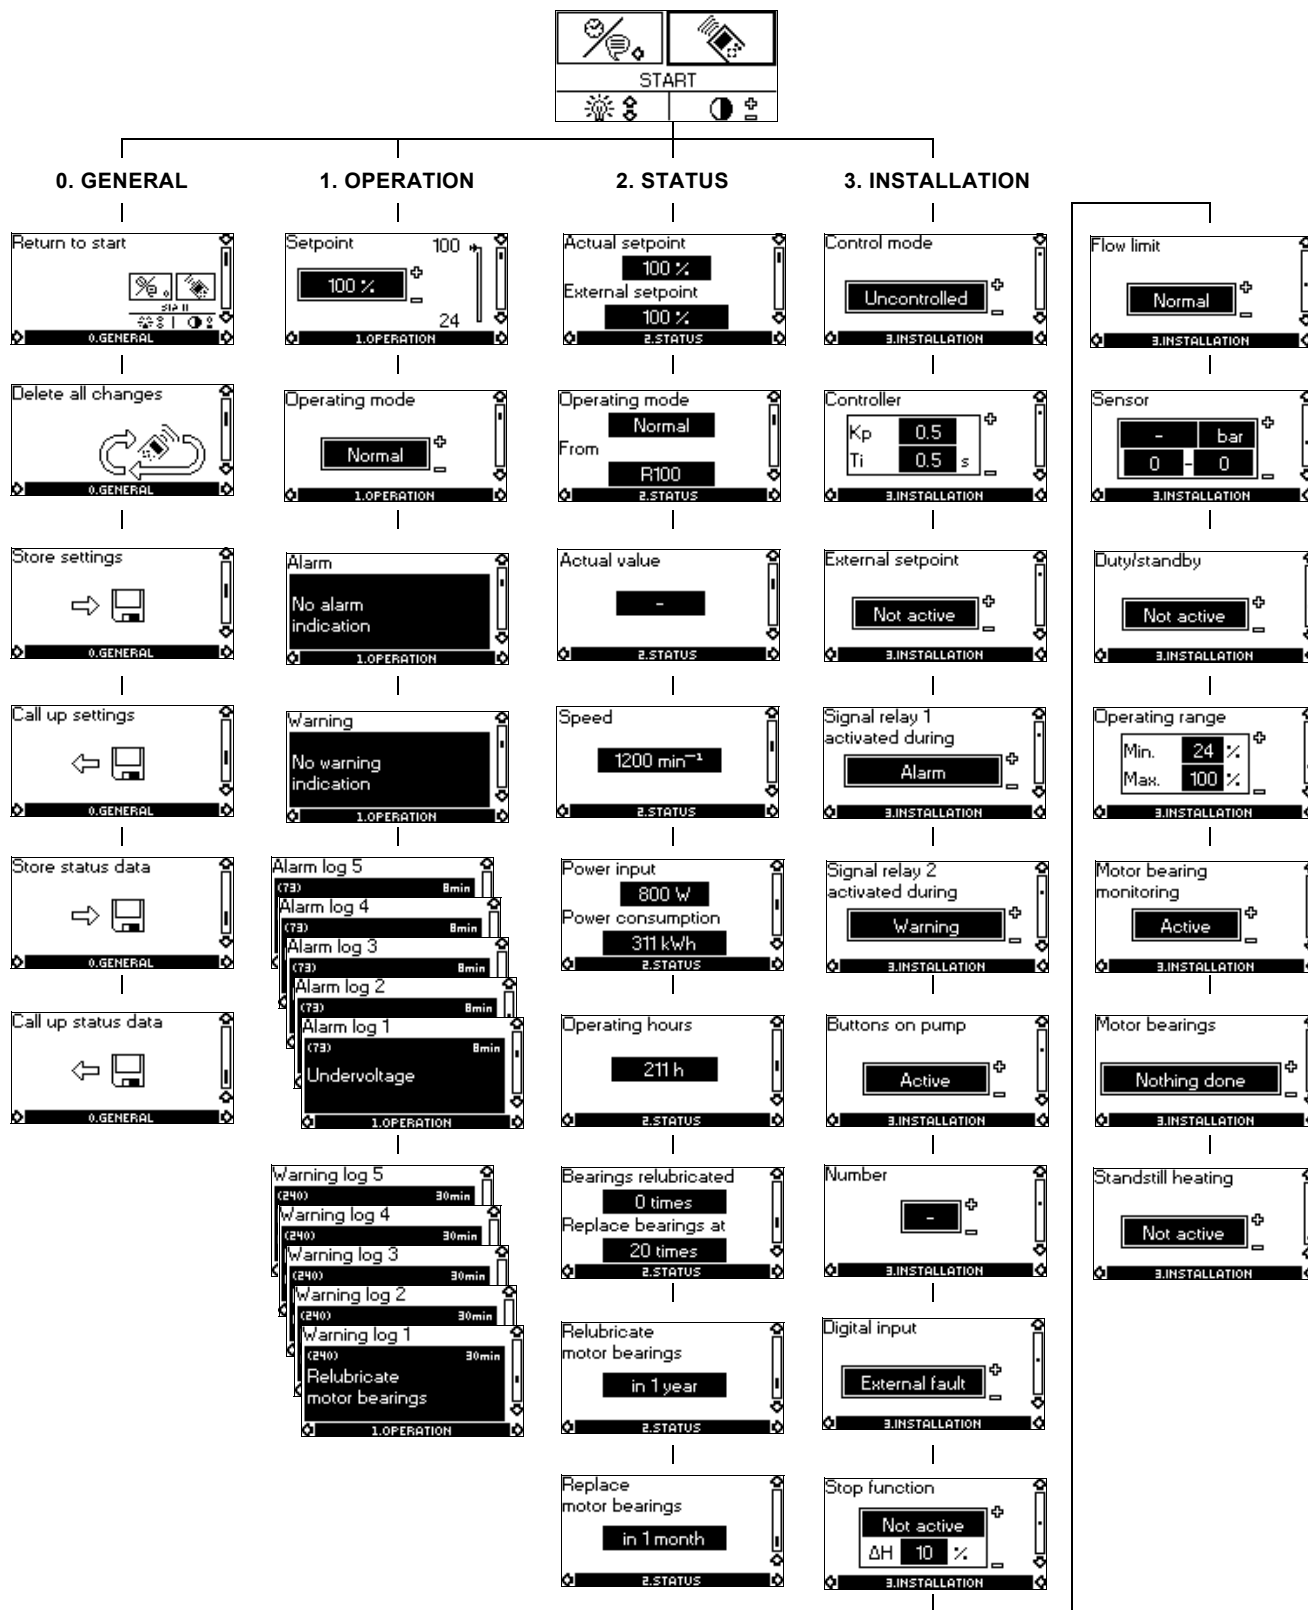 START
0. GENERAL
Return to start
START
0.GENERAL
Delete all changes
0.GENERAL
Store settings
0.GENERAL
Call up settings
0.GENERAL
Store status data
0.GENERAL
Call up status data
0.GENERAL
1. OPERATION
Setpoint
100
100 %
24
1.OPERATION
Operating mode
Normal
1.OPERATION
Alarm
No alarm
indication
1.OPERATION
Warning
No warning
indication
1.OPERATION
Alarm log 5
(73) 8min
Alarm log 4
(73) 8min
Alarm log 3
(73) 8min
Alarm log 2
(73) 8min
Alarm log 1
(73) 8min
Undervoltage
1.OPERATION
Warning log 5
(240) 30min
Warning log 4
(240) 30min
Warning log 3
(240) 30min
Warning log 2
(240) 30min
Warning log 1
(240) 30min
Relubricate
motor bearings
1.OPERATION
2. STATUS
Actual setpoint
100 %
External setpoint
100 %
2.STATUS
Operating mode
Normal
From
R100
2.STATUS
Actual value
-
2.STATUS
Speed
1200 min⁻¹
2.STATUS
Power input
800 W
Power consumption
311 kWh
2.STATUS
Operating hours
211 h
2.STATUS
Bearings relubricated
0 times
Replace bearings at
20 times
2.STATUS
Relubricate
motor bearings
in 1 year
2.STATUS
Replace
motor bearings
in 1 month
2.STATUS
3. INSTALLATION
Control mode
Uncontrolled
3.INSTALLATION
Controller
Kp 0.5
Ti 0.5 s
3.INSTALLATION
External setpoint
Not active
3.INSTALLATION
Signal relay 1
activated during
Alarm
3.INSTALLATION
Signal relay 2
activated during
Warning
3.INSTALLATION
Buttons on pump
Active
3.INSTALLATION
Number
-
3.INSTALLATION
Digital input
External fault
3.INSTALLATION
Stop function
Not active
ΔH 10 %
3.INSTALLATION
Flow limit
Normal
3.INSTALLATION
Sensor
- bar
0 - 0
3.INSTALLATION
Duty/standby
Not active
3.INSTALLATION
Operating range
Min. 24 %
Max. 100 %
3.INSTALLATION
Motor bearing
monitoring
Active
3.INSTALLATION
Motor bearings
Nothing done
3.INSTALLATION
Standstill heating
Not active
3.INSTALLATION